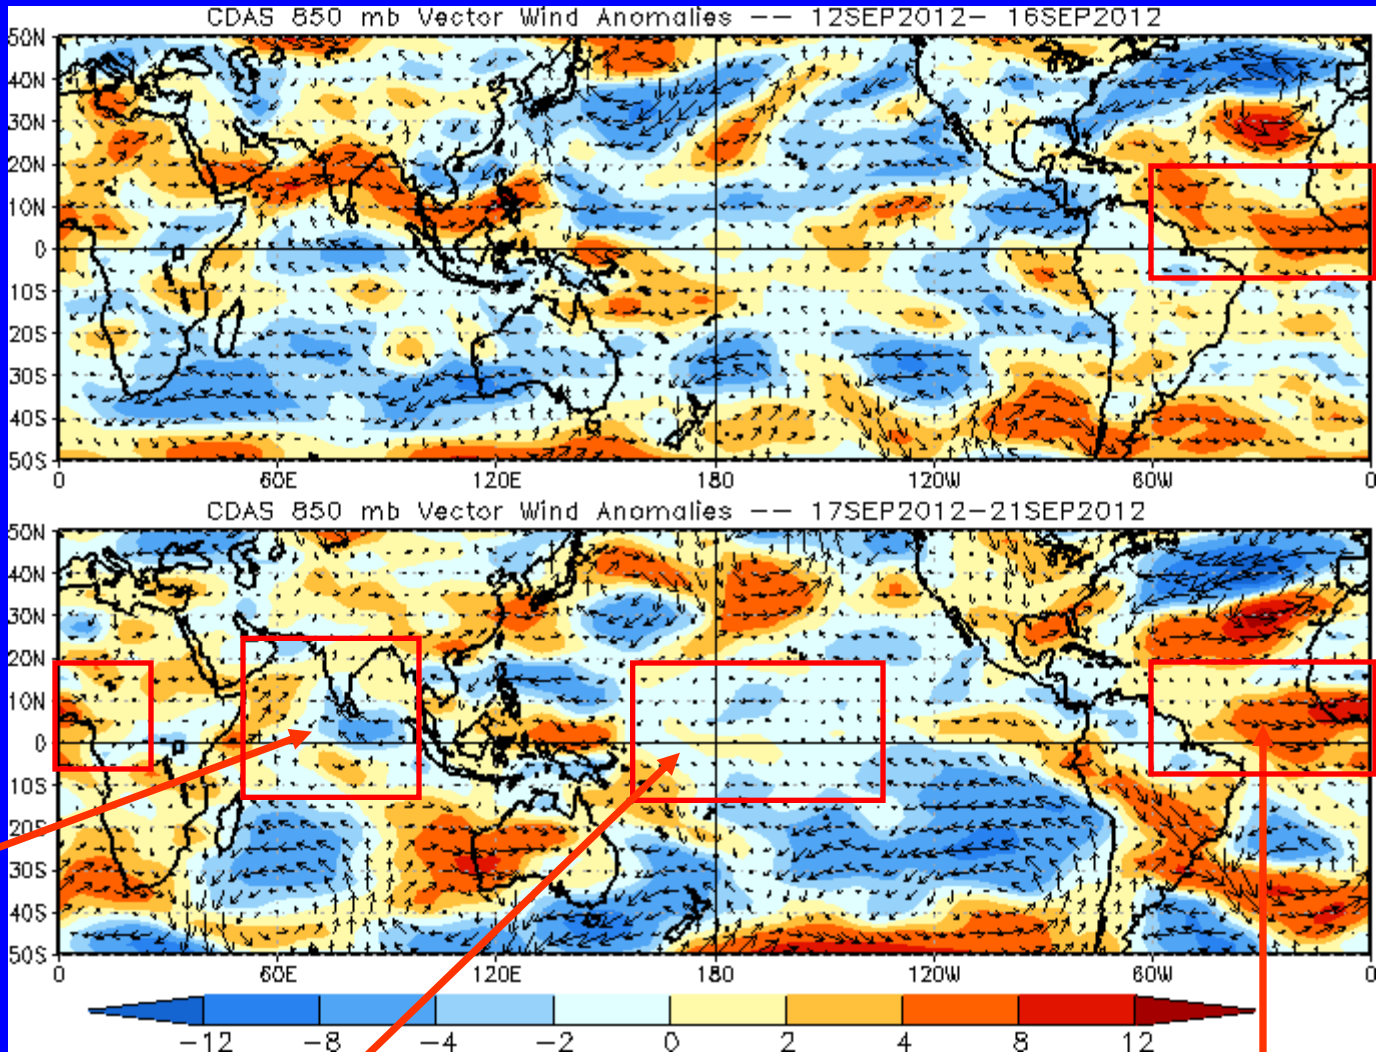 CDAS 850 mb Vector Wind Anomalies -- 12SEP2012- 16SEP2012
50N
40N
30N
20N
10N
0
10S
20S
30S
40S
50S
0 60E 120E 180 120W 60W 0
CDAS 850 mb Vector Wind Anomalies -- 17SEP2012-21SEP2012
50N
40N
30N
20N
10N
0
10S
20S
30S
40S
50S
0 60E 120E 180 120W 60W 0
-12 -8 -4 -2 0 2 4 8 12